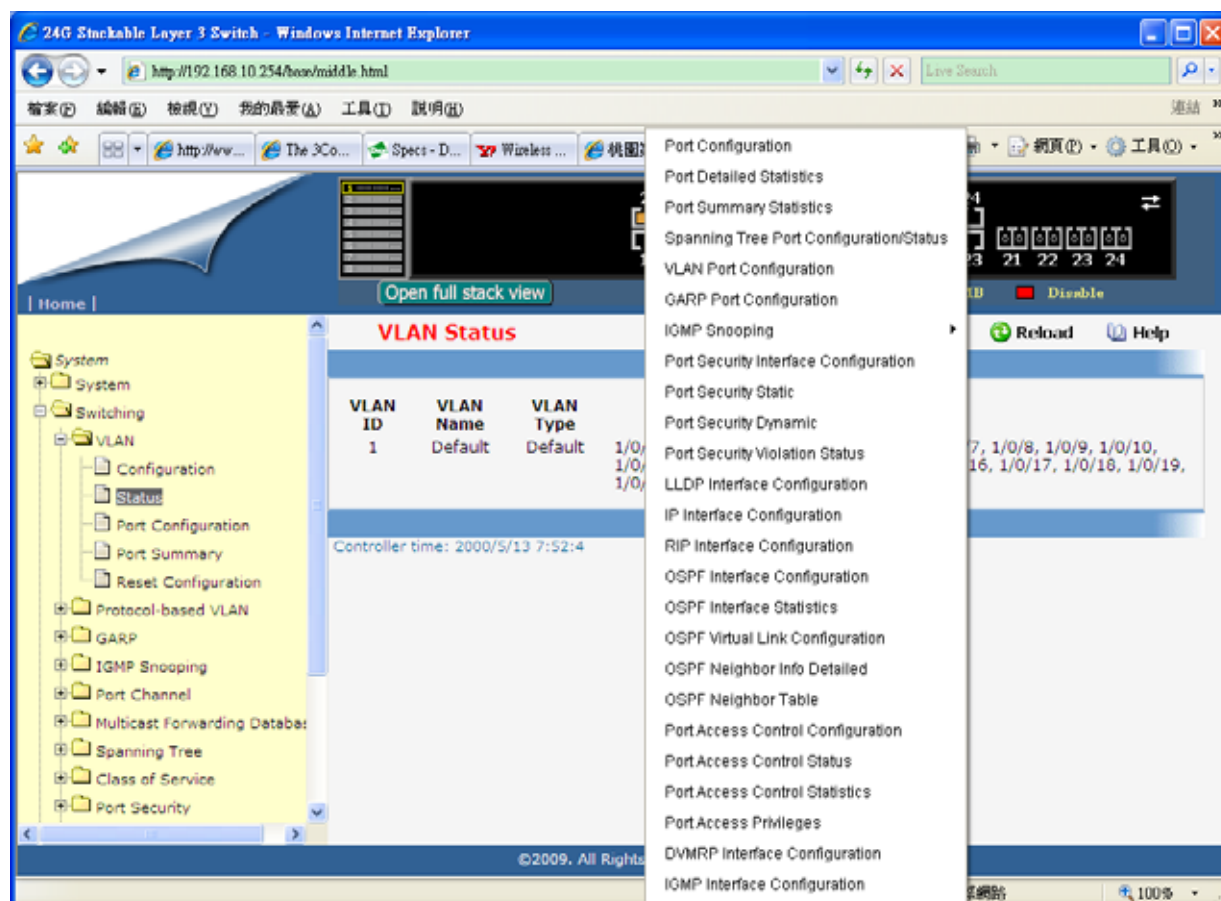 24G Stackable Layer 3 Switch - Windows Internet Explorer
http://192.168.10.254/base/middle.html
Live Search
檔案(F) 編輯(E) 檢視(V) 我的最愛(A) 工具(T) 說明(H)
連結 »
http://ww... The 3Co... Specs - D... Wireless ... 桃園 網頁(P) 工具(O) »
Open full stack view
21 22 23 24
Disable
| Home |
VLAN Status
Reload Help
System
System
Switching
VLAN
Configuration
Status
Port Configuration
Port Summary
Reset Configuration
Protocol-based VLAN
GARP
IGMP Snooping
Port Channel
Multicast Forwarding Databas
Spanning Tree
Class of Service
Port Security
VLAN ID VLAN Name VLAN Type
1 Default Default 1/0/ 7, 1/0/8, 1/0/9, 1/0/10,
1/0/ 16, 1/0/17, 1/0/18, 1/0/19,
1/0/
Controller time: 2000/5/13 7:52:4
Port Configuration
Port Detailed Statistics
Port Summary Statistics
Spanning Tree Port Configuration/Status
VLAN Port Configuration
GARP Port Configuration
IGMP Snooping
Port Security Interface Configuration
Port Security Static
Port Security Dynamic
Port Security Violation Status
LLDP Interface Configuration
IP Interface Configuration
RIP Interface Configuration
OSPF Interface Configuration
OSPF Interface Statistics
OSPF Virtual Link Configuration
OSPF Neighbor Info Detailed
OSPF Neighbor Table
Port Access Control Configuration
Port Access Control Status
Port Access Control Statistics
Port Access Privileges
DVMRP Interface Configuration
IGMP Interface Configuration
©2009. All Rights
網路
100%